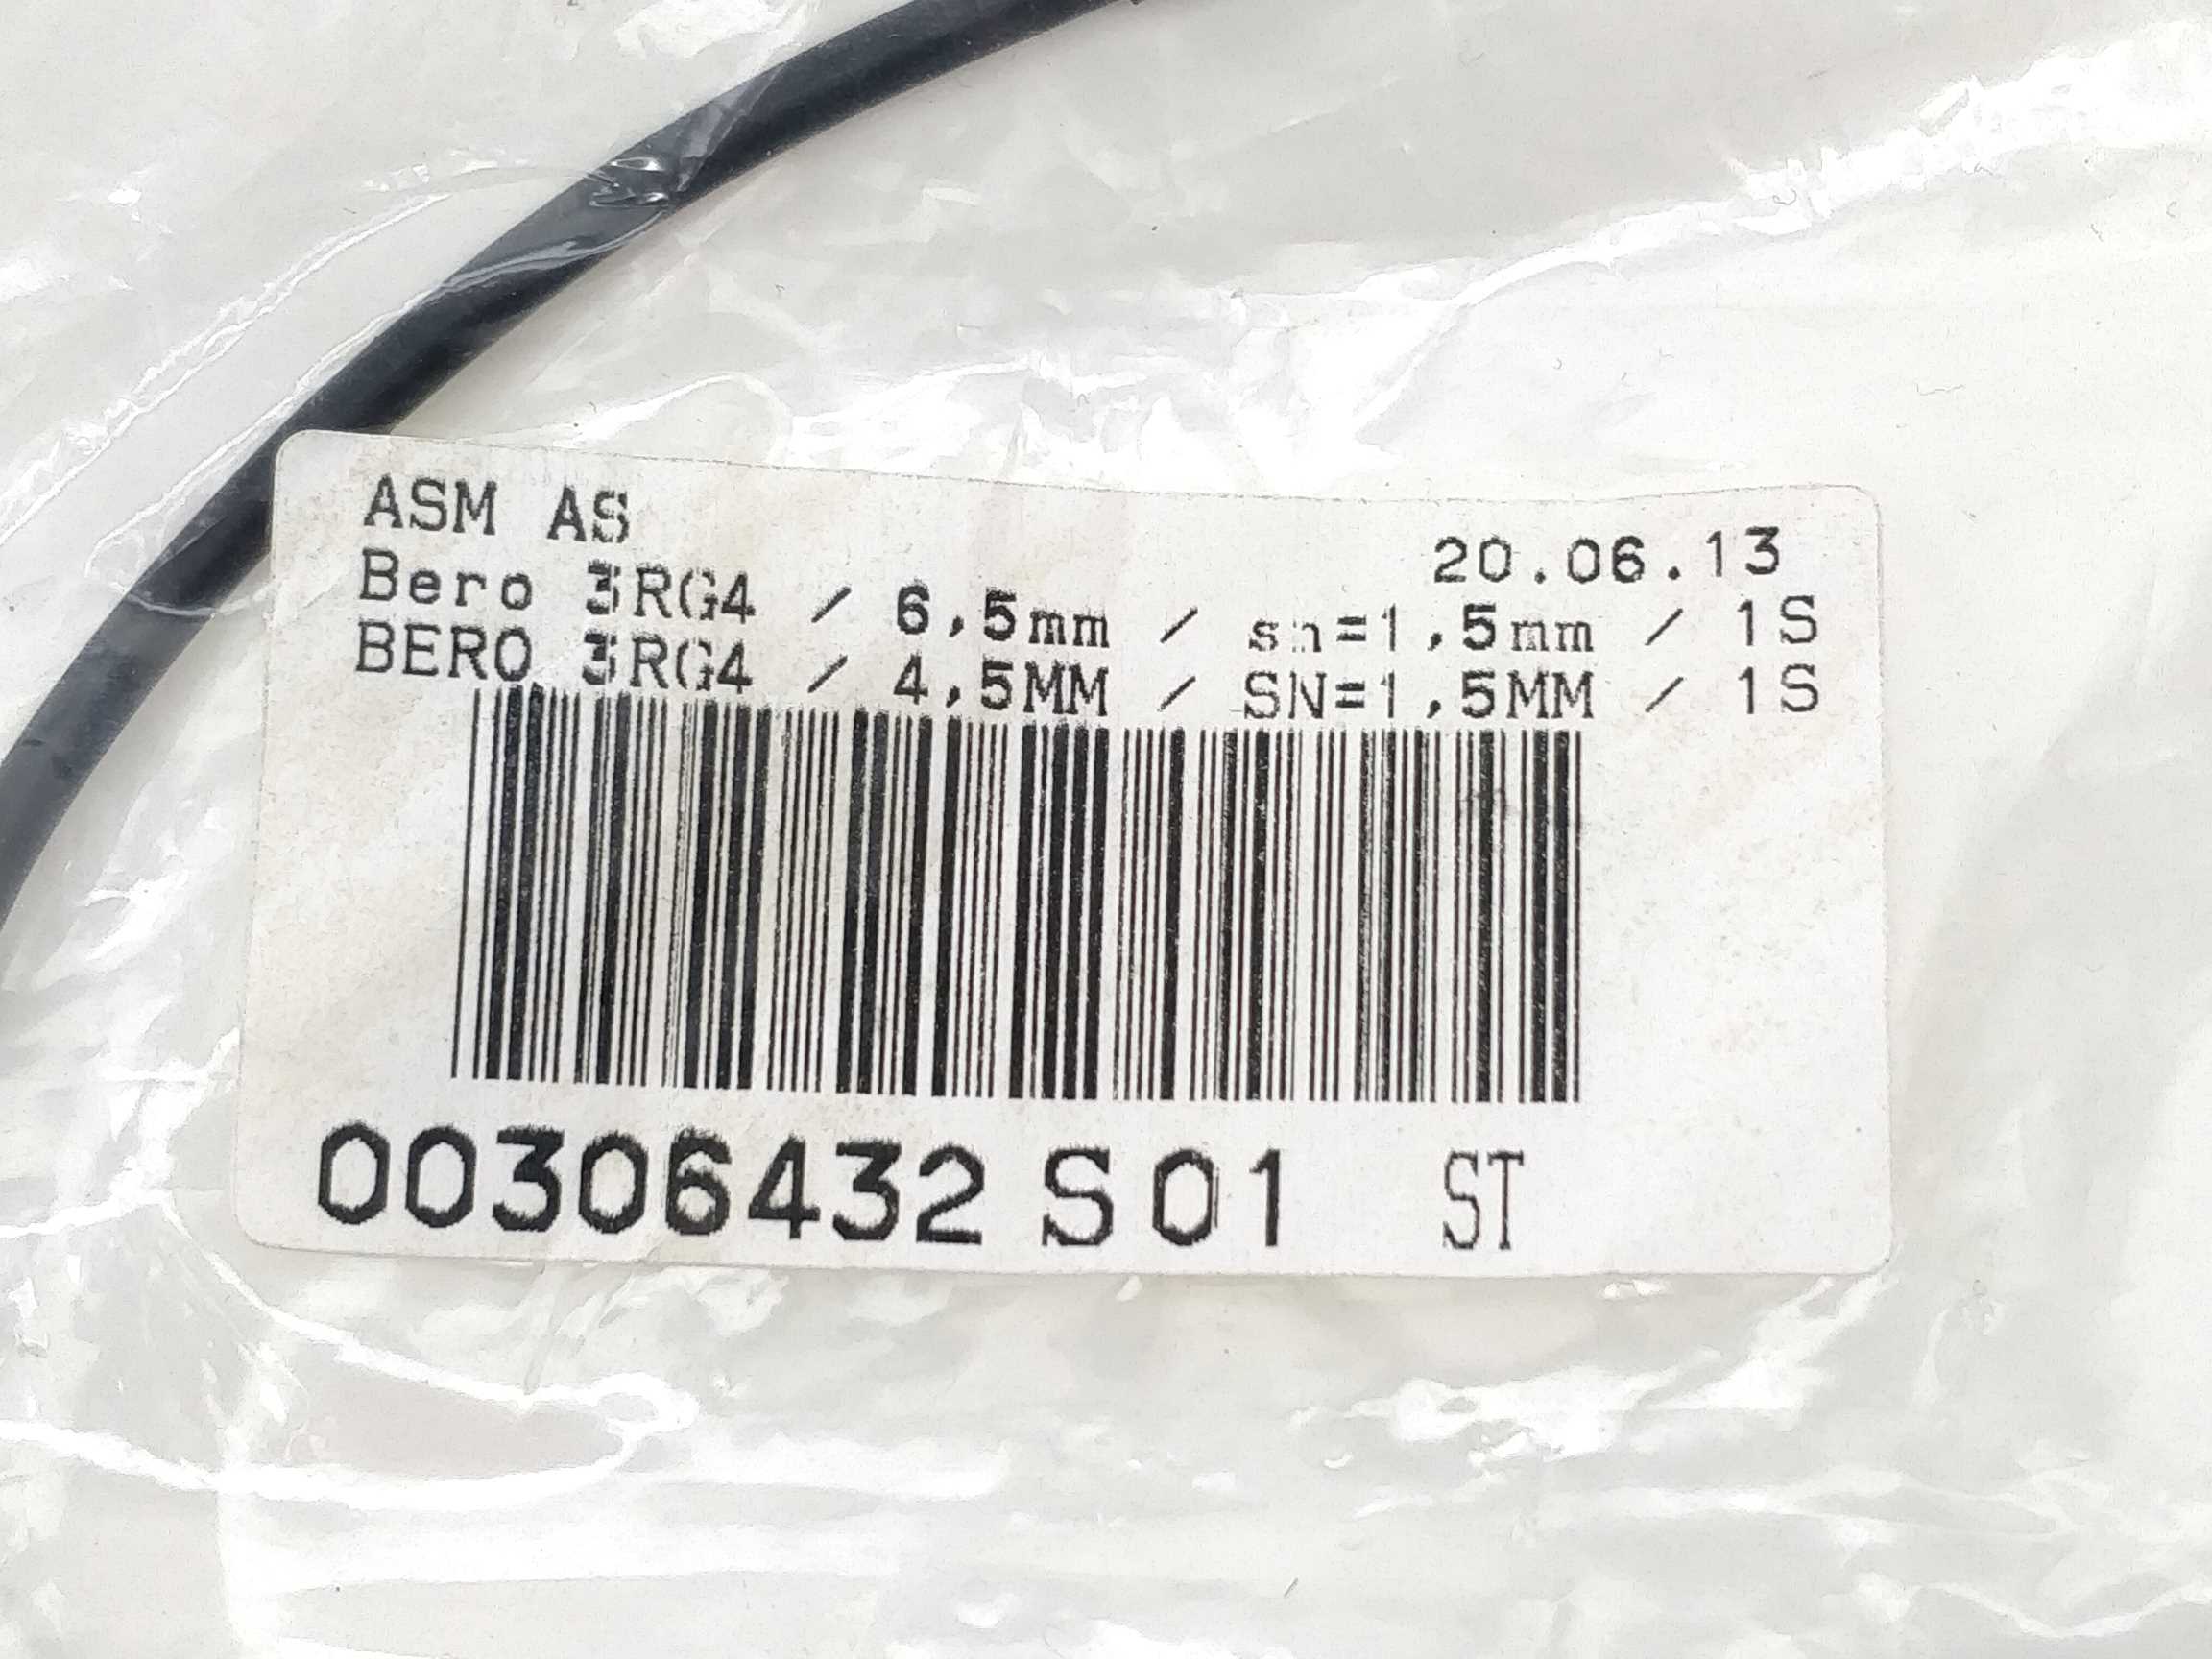 ASM AS
20.06.13
Bero 3RG4 / 6,5mm / sn=1,5mm / 1S
BERO 3RG4 / 4,5MM / SN=1,5MM / 1S
00306432 S 01 ST